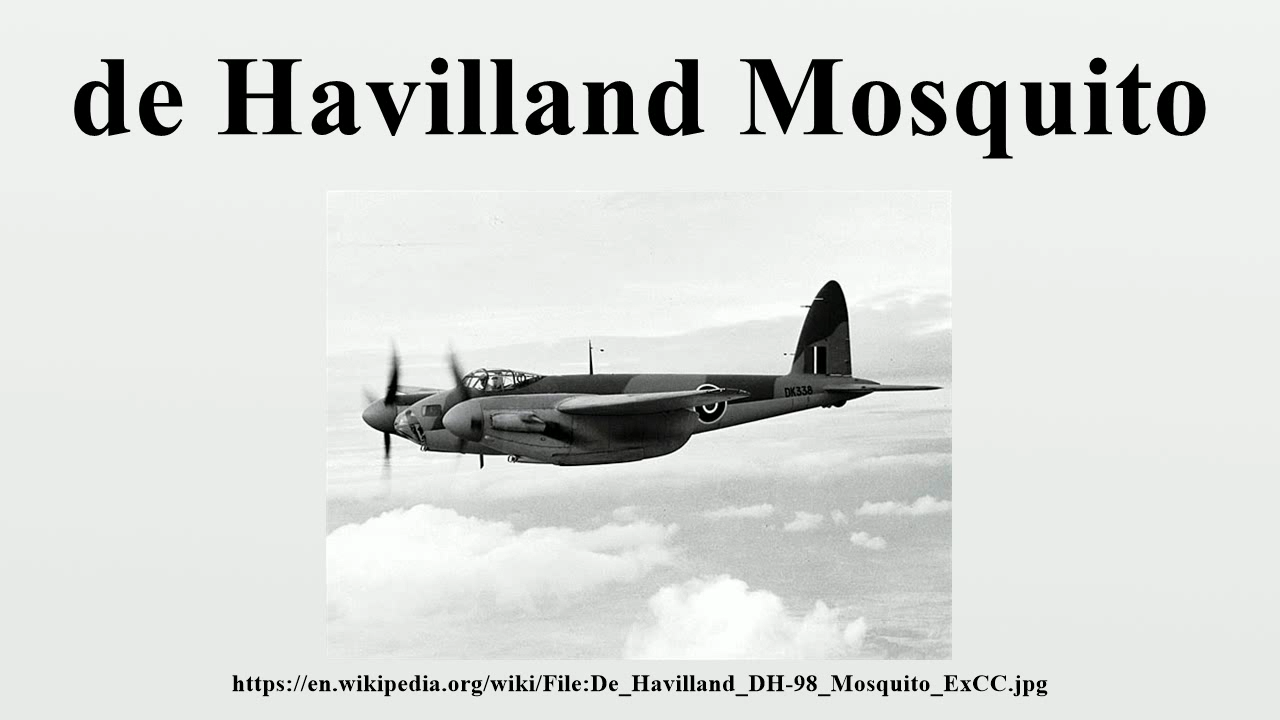 de Havilland Mosquito
DK338
https://en.wikipedia.org/wiki/File:De_Havilland_DH-98_Mosquito_ExCC.jpg